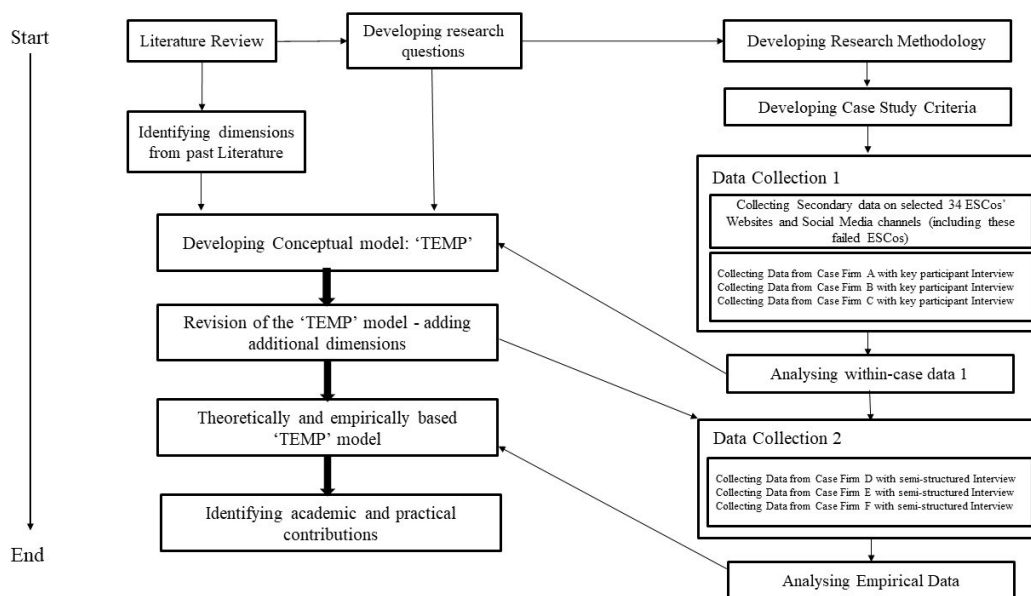 Start
Literature Review
Developing research
questions
Developing Research Methodology
Identifying dimensions
from past Literature
Developing Case Study Criteria
Data Collection 1
Collecting Secondary data on selected 34 ESCos'
Websites and Social Media channels (including these
failed ESCos)
Collecting Data from Case Firm A with key participant Interview
Collecting Data from Case Firm B with key participant Interview
Collecting Data from Case Firm C with key participant Interview
Developing Conceptual model: ‘TEMP’
Revision of the ‘TEMP’ model - adding
additional dimensions
Analysing within-case data 1
Theoretically and empirically based
‘TEMP’ model
Data Collection 2
Collecting Data from Case Firm D with semi-structured Interview
Collecting Data from Case Firm E with semi-structured Interview
Collecting Data from Case Firm F with semi-structured Interview
Identifying academic and practical
contributions
End
Analysing Empirical Data